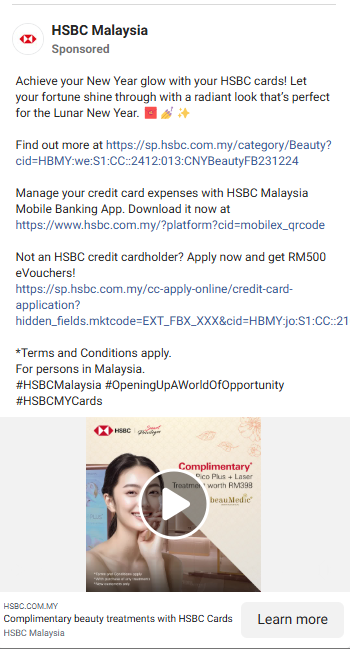 HSBC Malaysia
Sponsored
Achieve your New Year glow with your HSBC cards! Let
your fortune shine through with a radiant look that's perfect
for the Lunar New Year. 🧧💅✨
Find out more at https://sp.hsbc.com.my/category/Beauty?
cid=HBMY:we:S1:CC::2412:013:CNYBeautyFB231224
Manage your credit card expenses with HSBC Malaysia
Mobile Banking App. Download it now at
https://www.hsbc.com.my/?platform?cid=mobilex_qrcode
Not an HSBC credit cardholder? Apply now and get RM500
eVouchers!
https://sp.hsbc.com.my/cc-apply-online/credit-card-
application?
hidden_fields.mktcode=EXT_FBX_XXX&cid=HBMY:jo:S1:CC::21
*Terms and Conditions apply.
For persons in Malaysia.
#HSBCMalaysia #OpeningUpAWorldOfOpportunity
#HSBCMYCards
HSBC
Complimentary*
Pico Plus + Laser
Treatment worth RM398
beauMedic
HSBC.COM.MY
Complimentary beauty treatments with HSBC Cards
HSBC Malaysia
Learn more